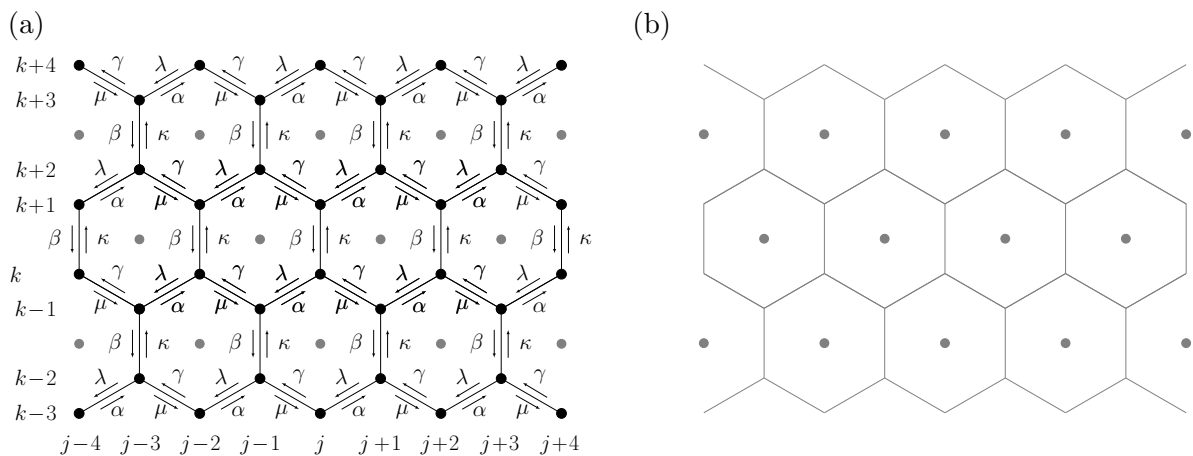 (a)
(b)
k+4 γ λ γ λ γ λ γ λ
k+3 μ α μ α μ α μ α
β κ β κ β κ β κ
k+2 λ γ λ γ λ γ λ γ
k+1 α μ α μ α μ α μ
β κ β κ β κ β κ β κ
k γ λ γ λ γ λ γ λ
k−1 μ α μ α μ α μ α
β κ β κ β κ β κ
k−2 λ γ λ γ λ γ λ γ
k−3 α μ α μ α μ α μ
j−4 j−3 j−2 j−1 j j+1 j+2 j+3 j+4